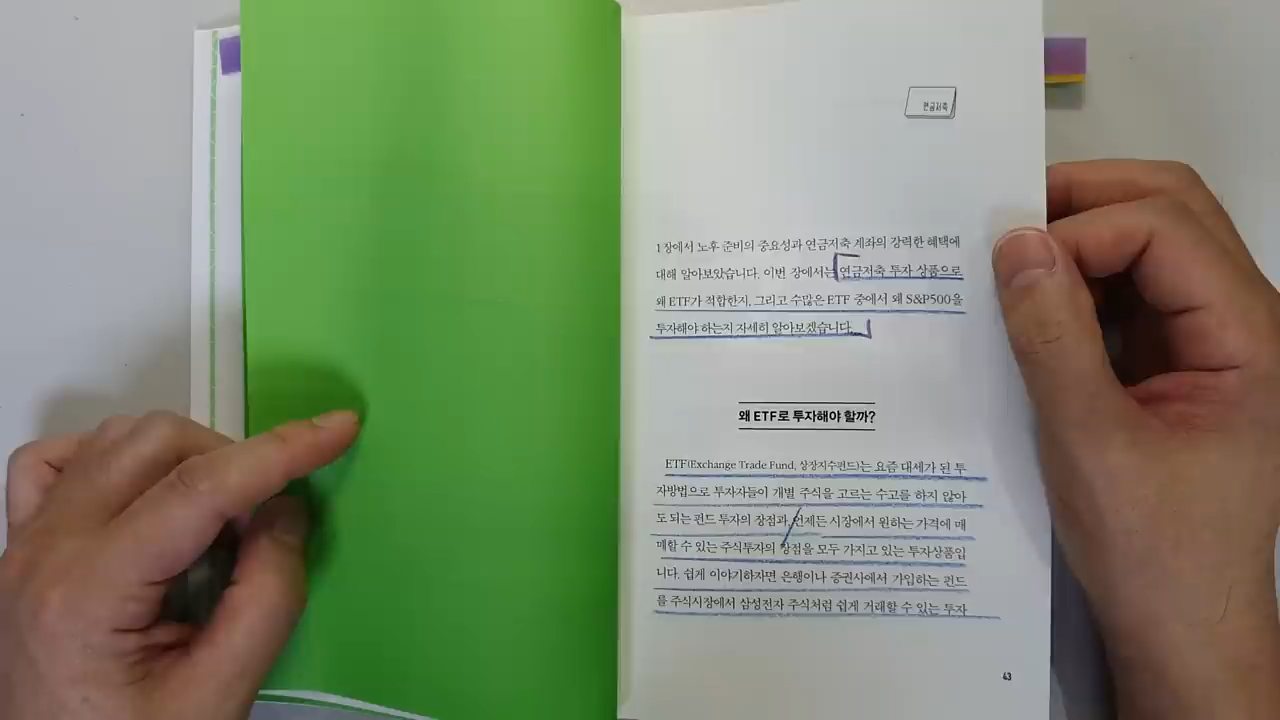 연금저축
1장에서 노후 준비의 중요성과 연금저축 계좌의 강력한 혜택에
대해 알아보았습니다. 이번 장에서는 연금저축 투자 상품으로
왜 ETF가 적합한지, 그리고 수많은 ETF 중에서 왜 S&P500을
투자해야 하는지 자세히 알아보겠습니다.
왜 ETF로 투자해야 할까?
ETF(Exchange Trade Fund, 상장지수펀드)는 요즘 대세가 된 투
자방법으로 투자자들이 개별 주식을 고르는 수고를 하지 않아
도 되는 펀드 투자의 장점과, 언제든 시장에서 원하는 가격에 매
매할 수 있는 주식투자의 장점을 모두 가지고 있는 투자상품입
니다. 쉽게 이야기하자면 은행이나 증권사에서 가입하는 펀드
를 주식시장에서 삼성전자 주식처럼 쉽게 거래할 수 있는 투자
43